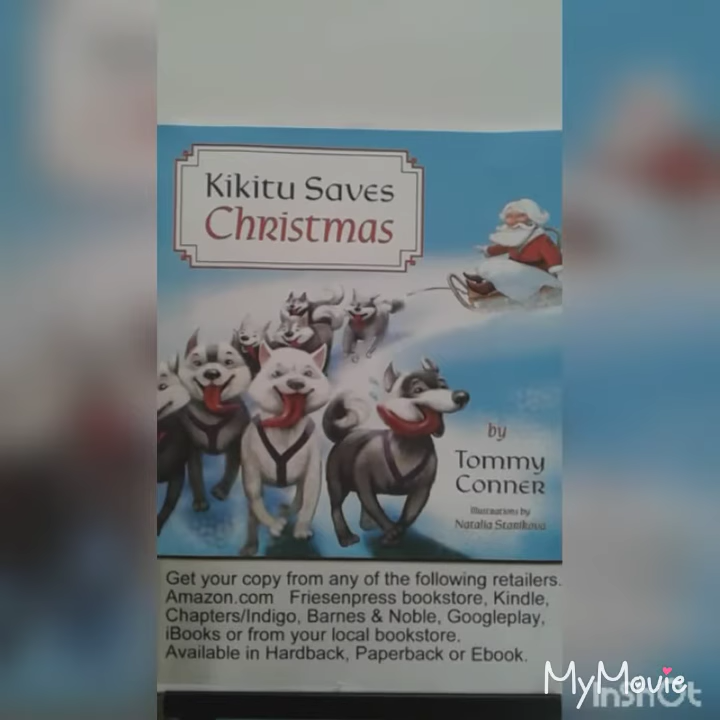 Kikitu Saves
Christmas
by
Tommy
Conner
Illustrations by
Natalia Starikova
Get your copy from any of the following retailers.
Amazon.com Friesenpress bookstore, Kindle,
Chapters/Indigo, Barnes & Noble, Googleplay,
iBooks or from your local bookstore.
Available in Hardback, Paperback or Ebook.
MyMovie
InShOt